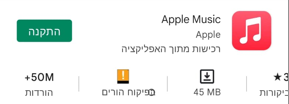 Apple Music
Apple
רכישות מתוך האפליקציה
התקנה
3★
ביקורות
45 MB
פיקוח הורים
50M+
הורדות